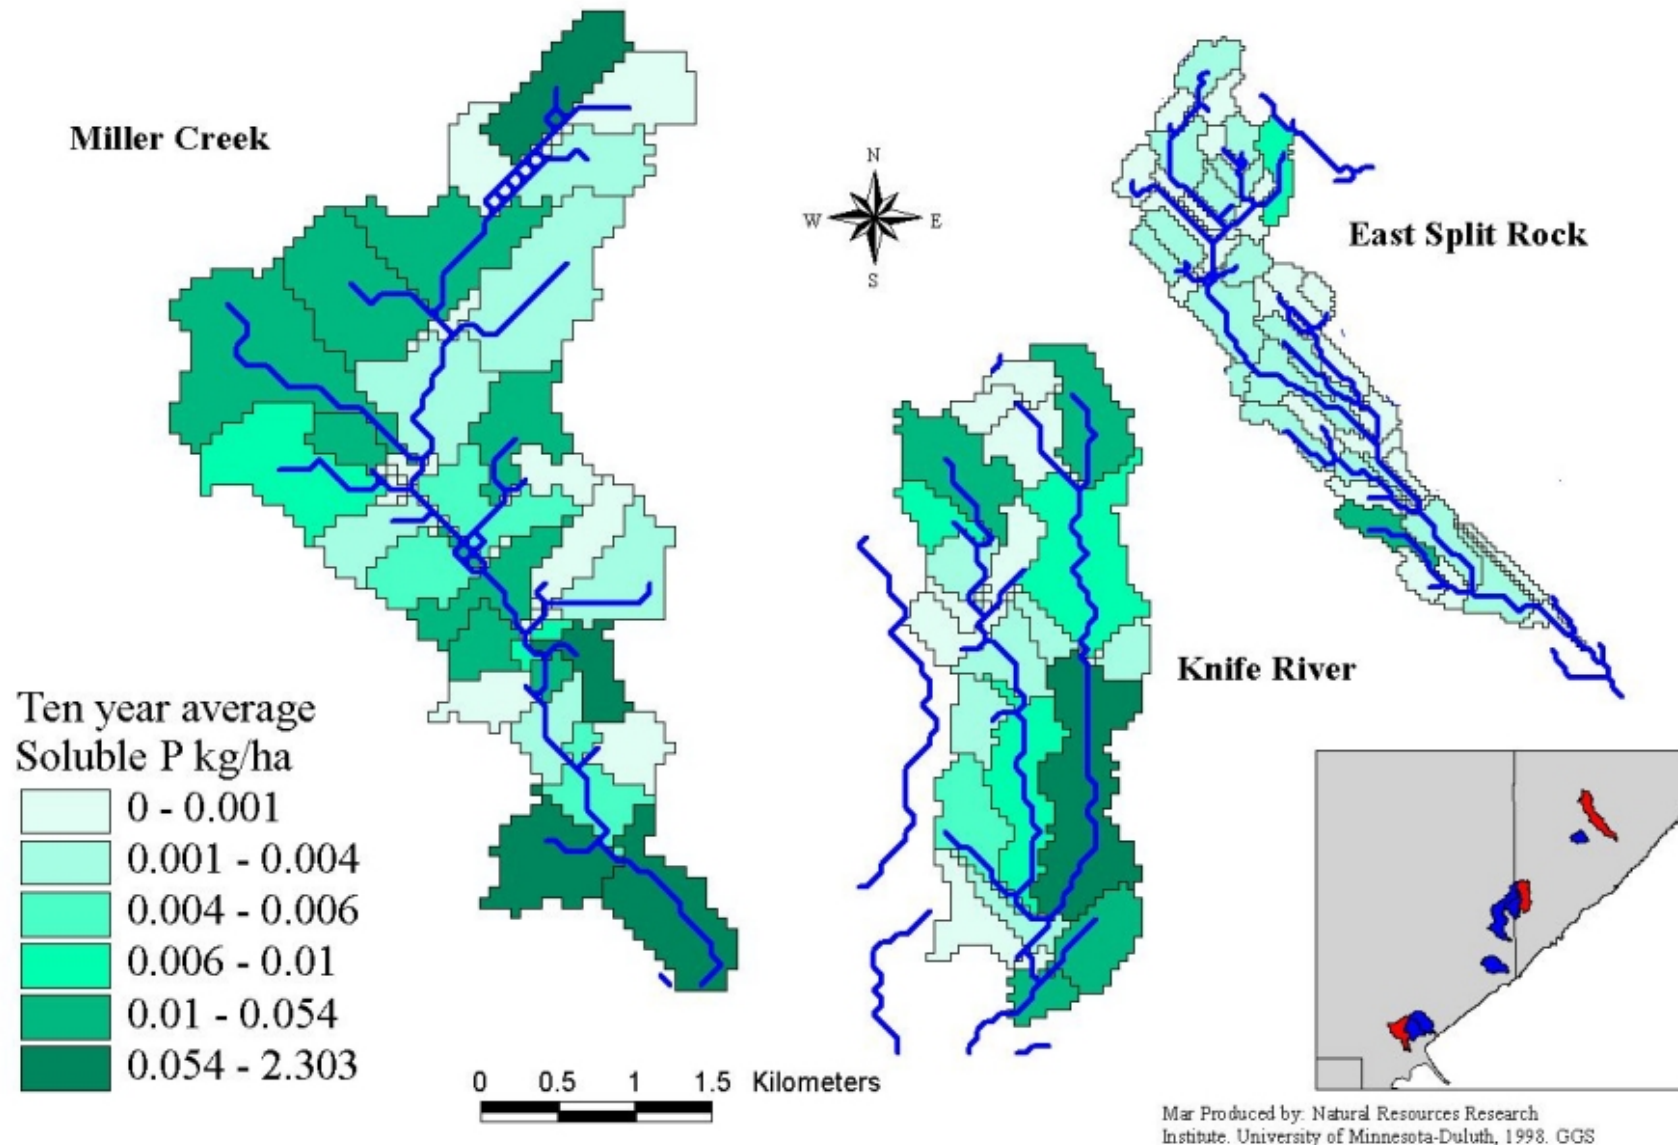 Miller Creek
N
W
E
S
East Split Rock
Knife River
Ten year average
Soluble P kg/ha
0 - 0.001
0.001 - 0.004
0.004 - 0.006
0.006 - 0.01
0.01 - 0.054
0.054 - 2.303
0 0.5 1 1.5 Kilometers
Mar Produced by: Natural Resources Research
Institute. University of Minnesota-Duluth, 1998. GGS